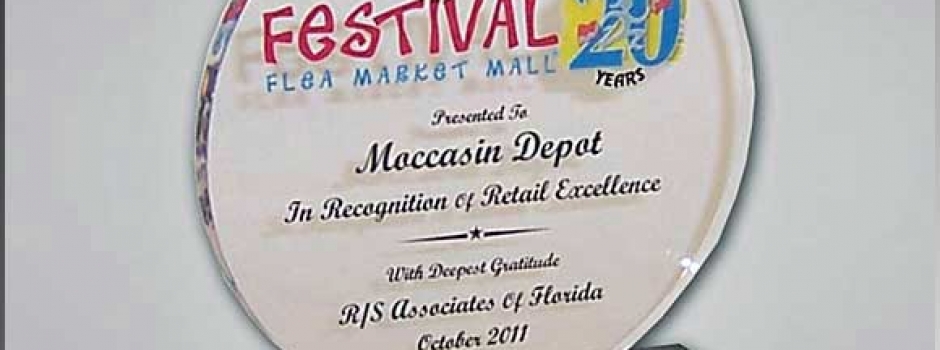 FESTIVAL 20
FLEA MARKET MALL YEARS
Presented To
Moccasin Depot
In Recognition Of Retail Excellence
With Deepest Gratitude
R/S Associates Of Florida
October 2011